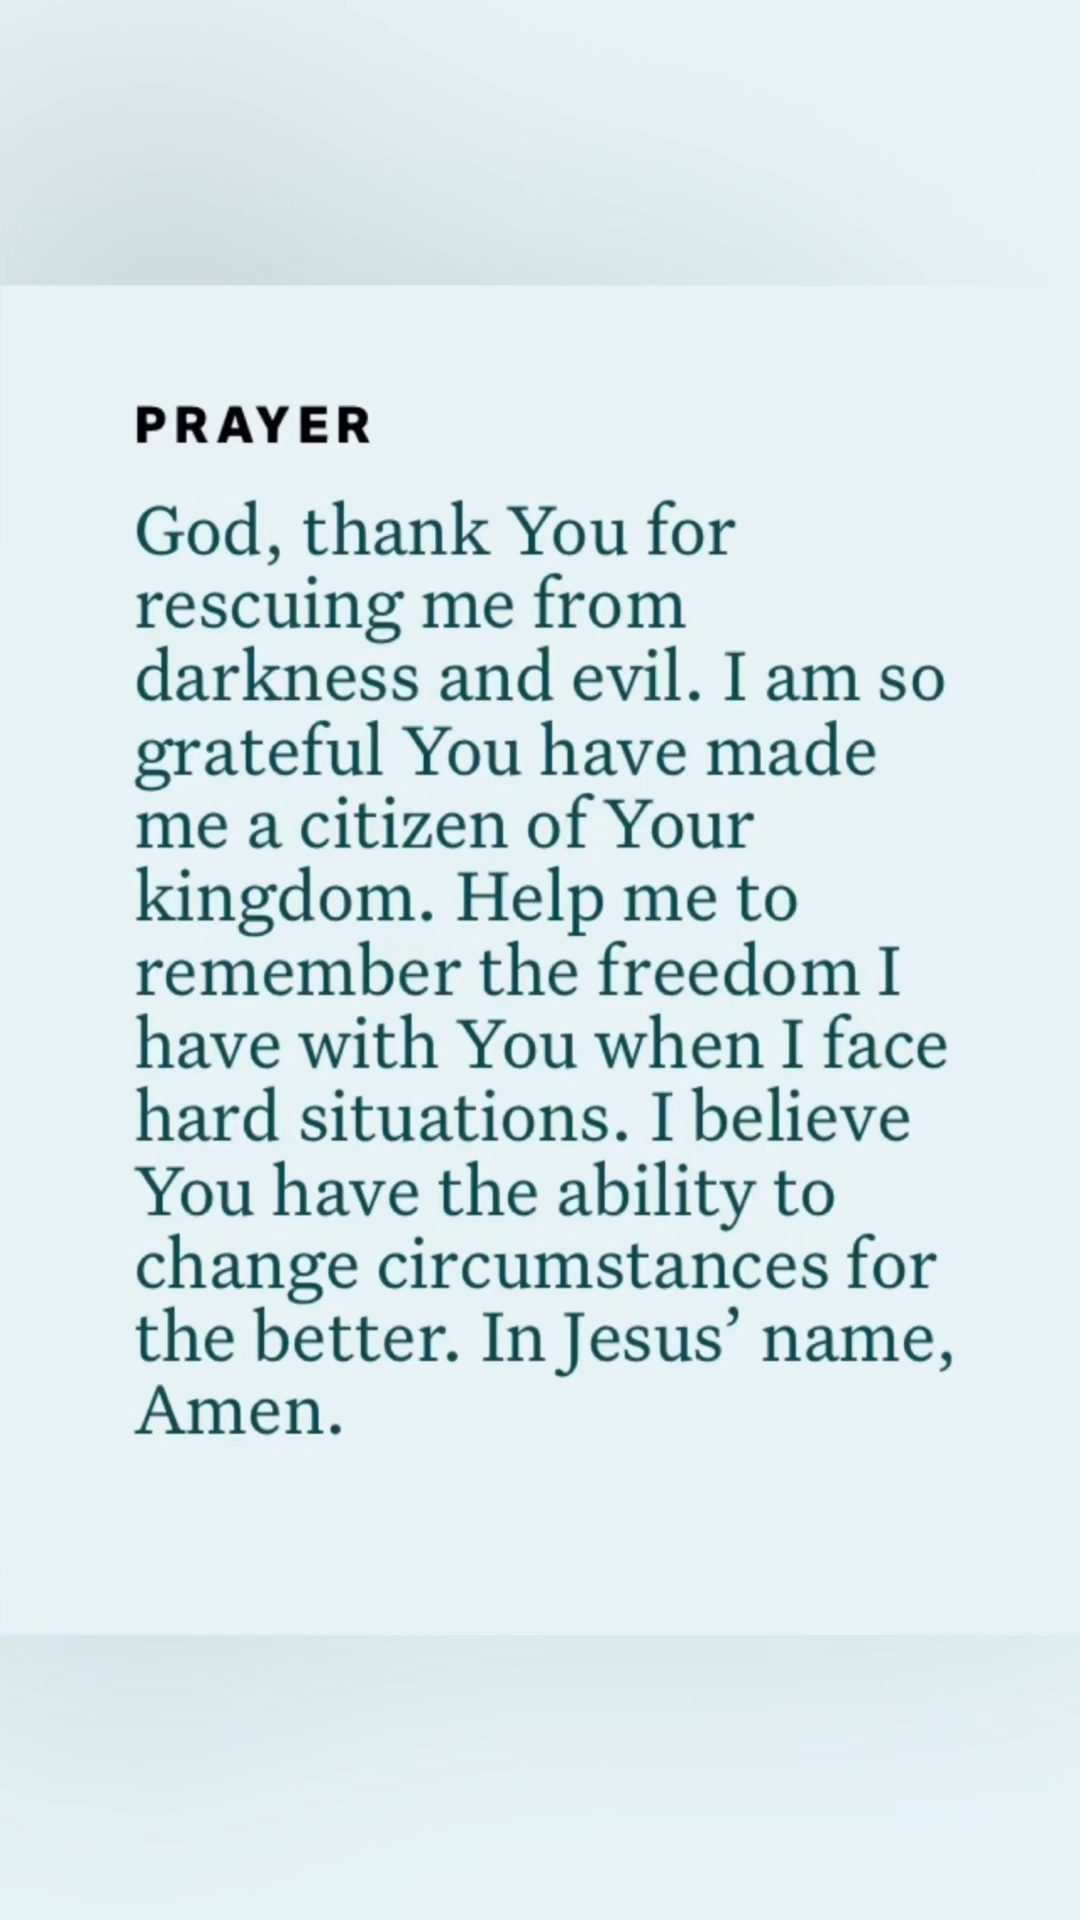 PRAYER
God, thank You for
rescuing me from
darkness and evil. I am so
grateful You have made
me a citizen of Your
kingdom. Help me to
remember the freedom I
have with You when I face
hard situations. I believe
You have the ability to
change circumstances for
the better. In Jesus’ name,
Amen.